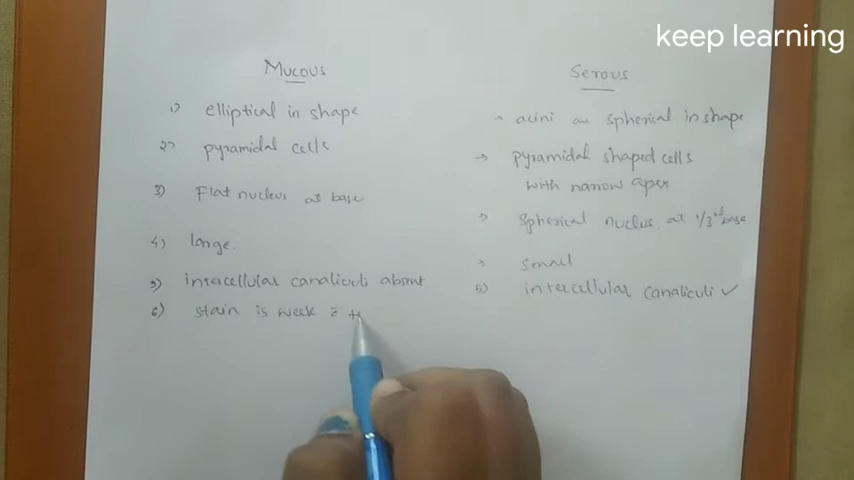 keep learning
Mucous
1) elliptical in shape
2) pyramidal cells
3) Flat nucleus at base
4) large
5) intercellular canaliculi absent
6) stain is week c̄ H
Serous
acini are spherical in shape
→ pyramidal shaped cells
with narrow apex
spherical nucleus at 1/3rd base
small
5) intercellular canaliculi ✓